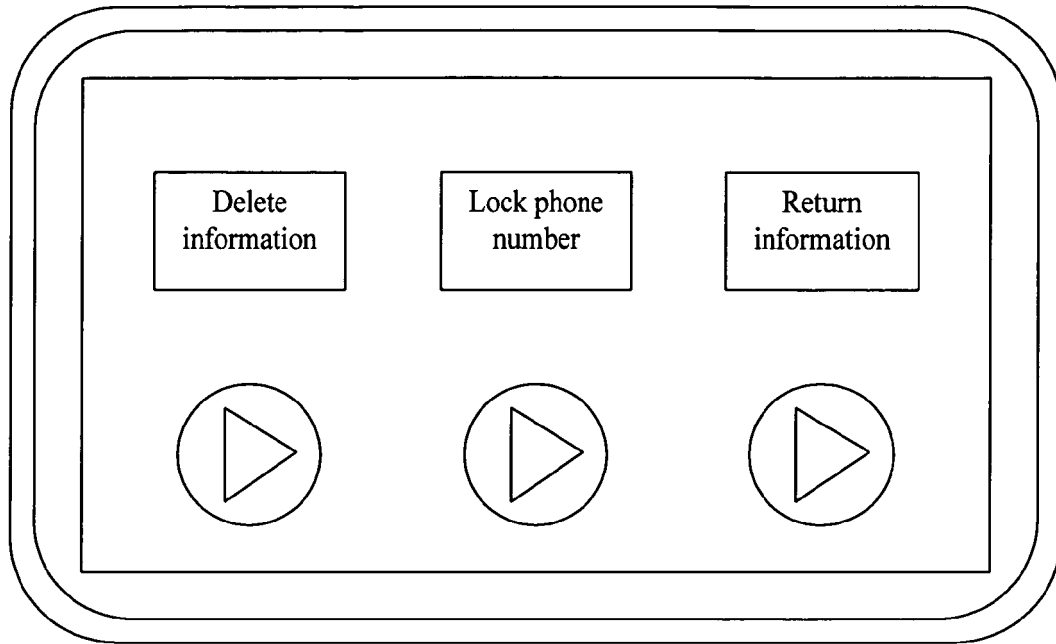 Delete
information
Lock phone
number
Return
information